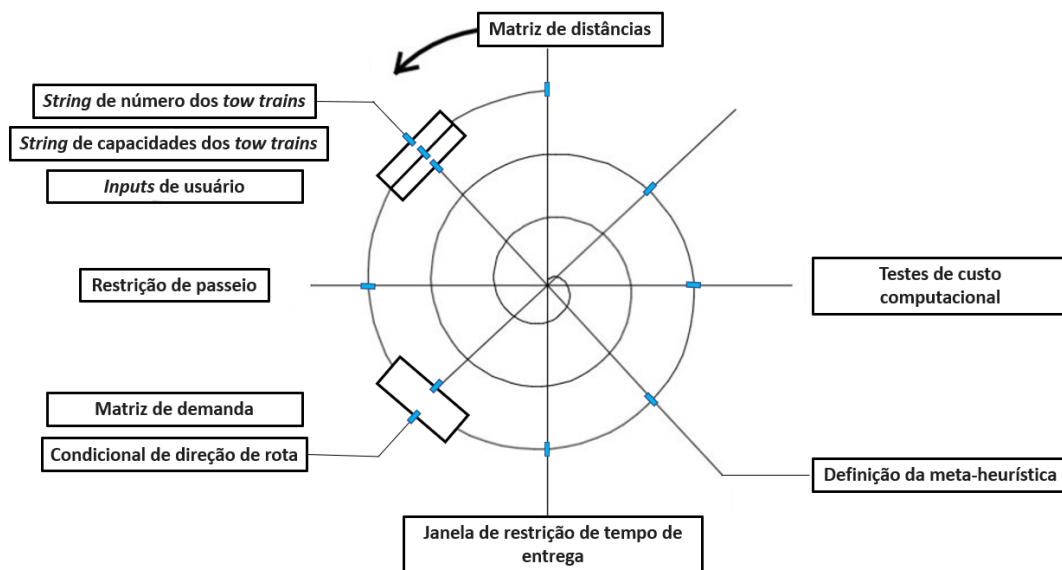 Matriz de distâncias
String de número dos tow trains
String de capacidades dos tow trains
Inputs de usuário
Restrição de passeio
Testes de custo
computacional
Matriz de demanda
Condicional de direção de rota
Definição da meta-heurística
Janela de restrição de tempo de
entrega